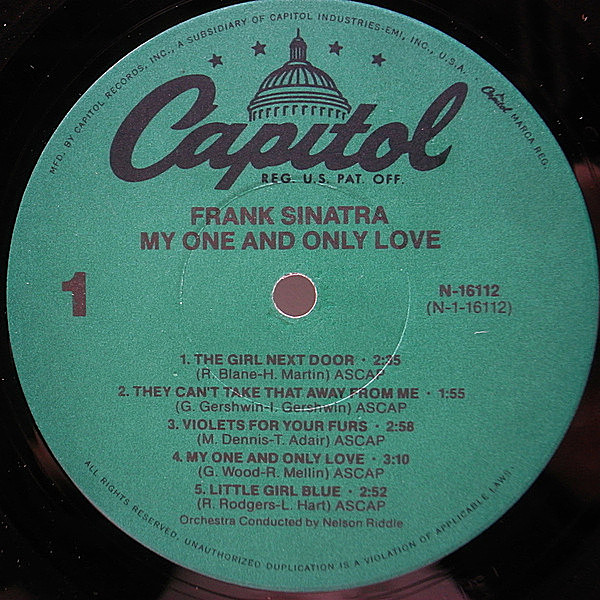 MFD. BY CAPITOL RECORDS, INC., A SUBSIDIARY OF CAPITOL INDUSTRIES-EMI, INC., U.S.A. · Capitol MARCA REG.
Capitol
REG. U.S. PAT. OFF.
FRANK SINATRA
MY ONE AND ONLY LOVE
1
N-16112
(N-1-16112)
1. THE GIRL NEXT DOOR · 2:35
(R. Blane-H. Martin) ASCAP
2. THEY CAN'T TAKE THAT AWAY FROM ME · 1:55
(G. Gershwin-I. Gershwin) ASCAP
3. VIOLETS FOR YOUR FURS · 2:58
(M. Dennis-T. Adair) ASCAP
4. MY ONE AND ONLY LOVE · 3:10
(G. Wood-R. Mellin) ASCAP
5. LITTLE GIRL BLUE · 2:52
(R. Rodgers-L. Hart) ASCAP
Orchestra Conducted by Nelson Riddle
ALL RIGHTS RESERVED. UNAUTHORIZED DUPLICATION IS A VIOLATION OF APPLICABLE LAWS.